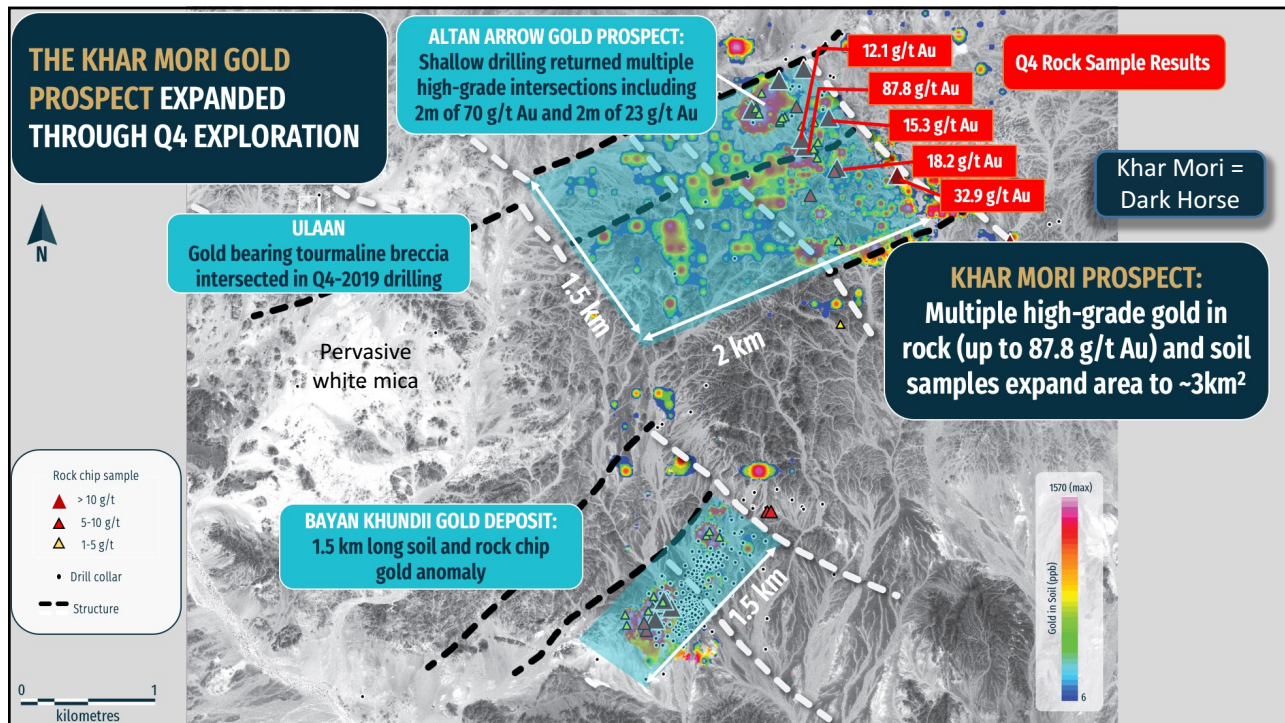 THE KHAR MORI GOLD
PROSPECT EXPANDED
THROUGH Q4 EXPLORATION
ALTAN ARROW GOLD PROSPECT:
Shallow drilling returned multiple
high-grade intersections including
2m of 70 g/t Au and 2m of 23 g/t Au
12.1 g/t Au
87.8 g/t Au
15.3 g/t Au
18.2 g/t Au
32.9 g/t Au
Q4 Rock Sample Results
Khar Mori =
Dark Horse
N
ULAAN
Gold bearing tourmaline breccia
intersected in Q4-2019 drilling
1.5 km
2 km
KHAR MORI PROSPECT:
Multiple high-grade gold in
rock (up to 87.8 g/t Au) and soil
samples expand area to ~3km²
Pervasive
white mica
Rock chip sample
> 10 g/t
5-10 g/t
1-5 g/t
Drill collar
Structure
BAYAN KHUNDII GOLD DEPOSIT:
1.5 km long soil and rock chip
gold anomaly
1.5 km
1570 (max)
Gold in Soil (ppb)
6
0 1
kilometres